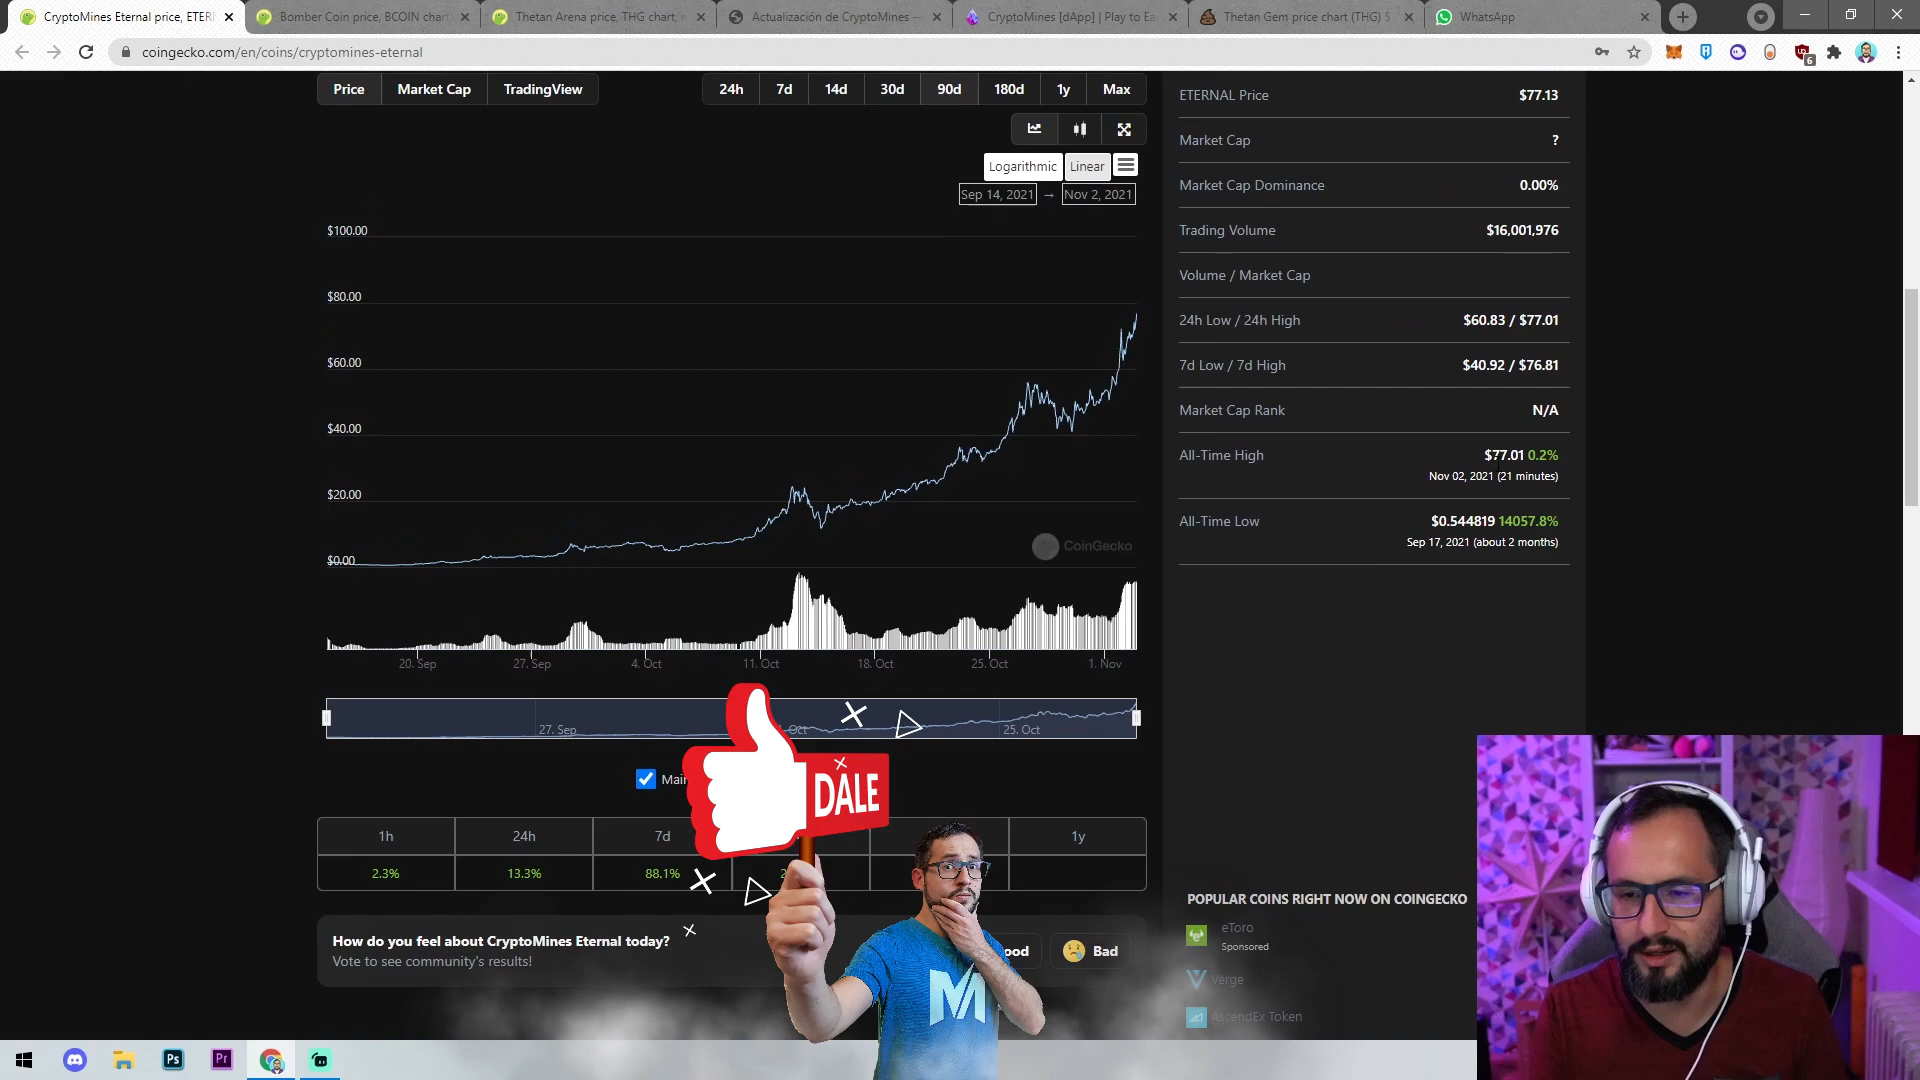 CryptoMines Eternal price, ETER
Bomber Coin price, BCOIN chart
Thetan Arena price, THG chart,
Actualización de CryptoMines —
CryptoMines [dApp] | Play to Ea
Thetan Gem price chart (THG) $
WhatsApp
coingecko.com/en/coins/cryptomines-eternal
6
Price
Market Cap
TradingView
24h
7d
14d
30d
90d
180d
1y
Max
Logarithmic
Linear
Sep 14, 2021 → Nov 2, 2021
$100.00
$80.00
$60.00
$40.00
$20.00
$0.00
CoinGecko
20. Sep
27. Sep
4. Oct
11. Oct
18. Oct
25. Oct
1. Nov
27. Sep
Oct
25. Oct
Mai
DALE
1h
24h
7d
1y
2.3%
13.3%
88.1%
2
How do you feel about CryptoMines Eternal today?
Vote to see community's results!
ood
Bad
M
ETERNAL Price
$77.13
Market Cap
?
Market Cap Dominance
0.00%
Trading Volume
$16,001,976
Volume / Market Cap
24h Low / 24h High
$60.83 / $77.01
7d Low / 7d High
$40.92 / $76.81
Market Cap Rank
N/A
All-Time High
$77.01 0.2%
Nov 02, 2021 (21 minutes)
All-Time Low
$0.544819 14057.8%
Sep 17, 2021 (about 2 months)
POPULAR COINS RIGHT NOW ON COINGECKO
eToro
Sponsored
Verge
AscendEx Token
Ps
Pr